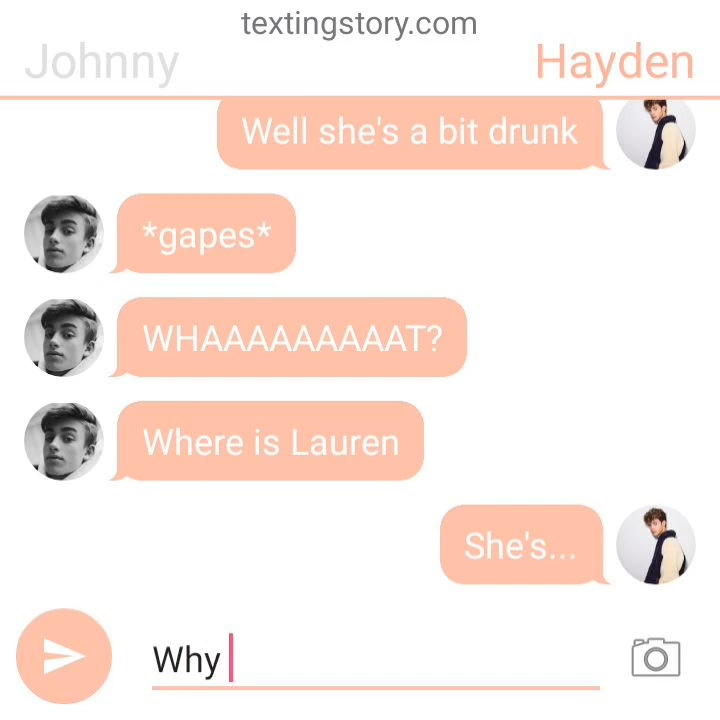 textingstory.com
Johnny
Hayden
Well she's a bit drunk
*gapes*
WHAAAAAAAAAT?
Where is Lauren
She's...
Why